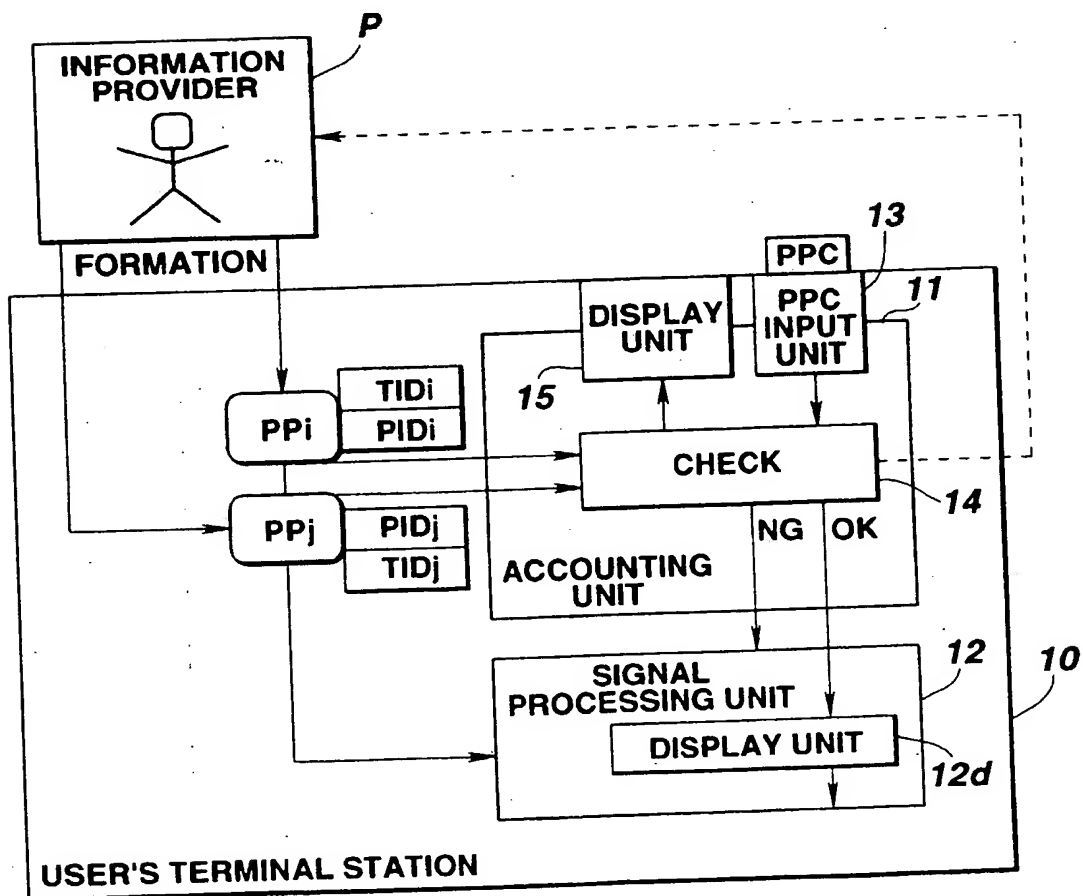 P
INFORMATION
PROVIDER
FORMATION
PPC
13
11
DISPLAY
UNIT
PPC
INPUT
UNIT
15
TIDi
PPi
PIDi
CHECK
14
PPj
PIDj
TIDj
NG
OK
ACCOUNTING
UNIT
SIGNAL
PROCESSING UNIT
12
10
DISPLAY UNIT
12d
USER'S TERMINAL STATION